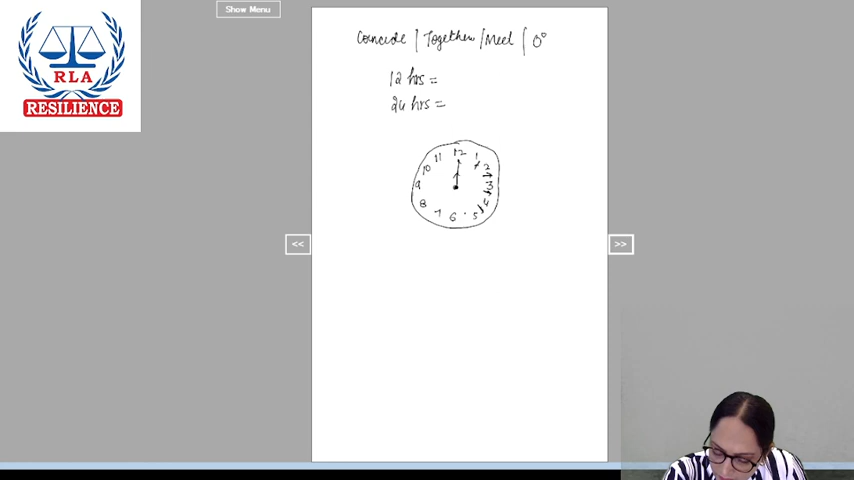 Show Menu
RLA
RESILIENCE
Coincide | Together / Meet | 0°
12 hrs =
24 hrs =
12
11 1
10 2
9 3
8 4
7 6 5
<< >>